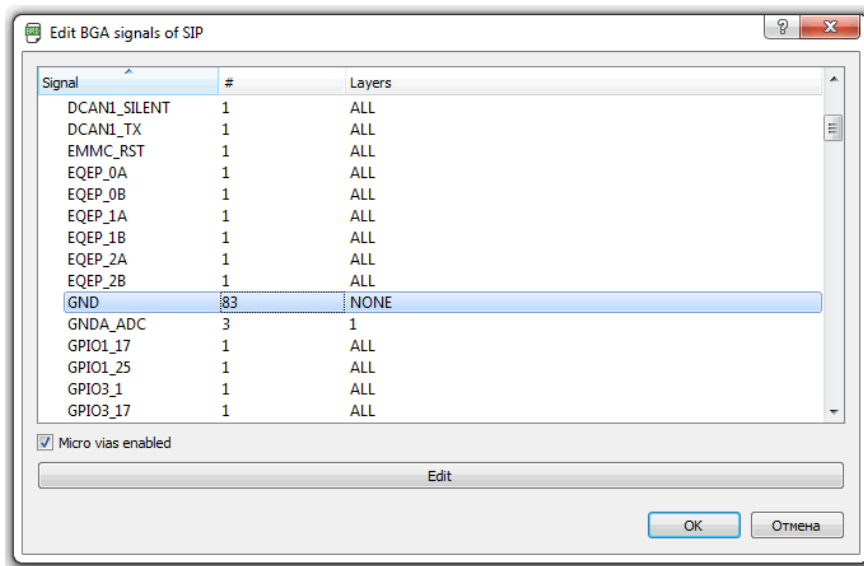 Edit BGA signals of SIP
Signal # Layers
DCAN1_SILENT 1 ALL
DCAN1_TX 1 ALL
EMMC_RST 1 ALL
EQEP_0A 1 ALL
EQEP_0B 1 ALL
EQEP_1A 1 ALL
EQEP_1B 1 ALL
EQEP_2A 1 ALL
EQEP_2B 1 ALL
GND 83 NONE
GNDA_ADC 3 1
GPIO1_17 1 ALL
GPIO1_25 1 ALL
GPIO3_1 1 ALL
GPIO3_17 1 ALL
Micro vias enabled
Edit
OK Отмена